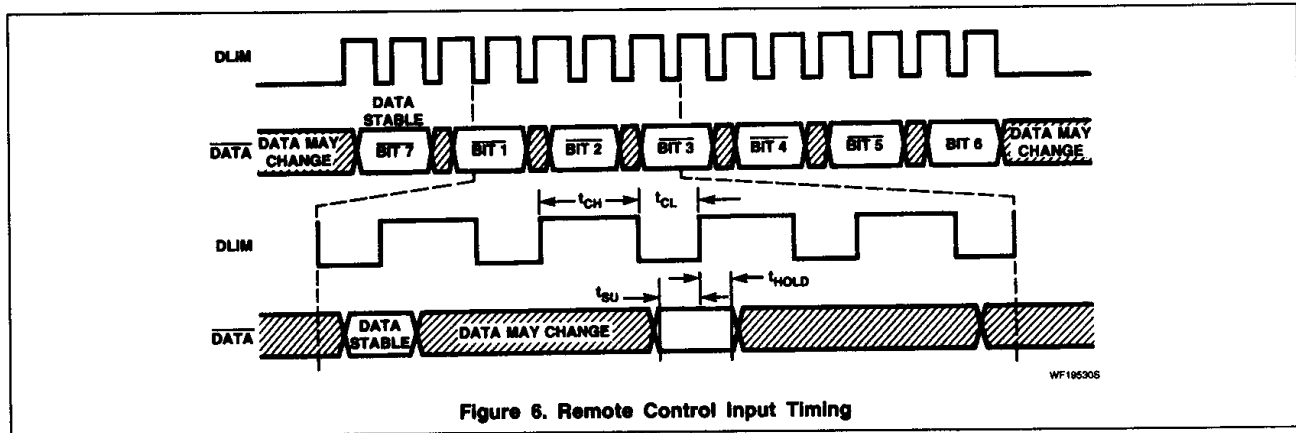 DLIM
DATA STABLE
DATA
DATA MAY CHANGE
BIT 7
BIT 1
BIT 2
BIT 3
BIT 4
BIT 5
BIT 6
DATA MAY CHANGE
tCH
tCL
DLIM
tSU
tHOLD
DATA
DATA STABLE
DATA MAY CHANGE
WF19530S
Figure 6. Remote Control Input Timing